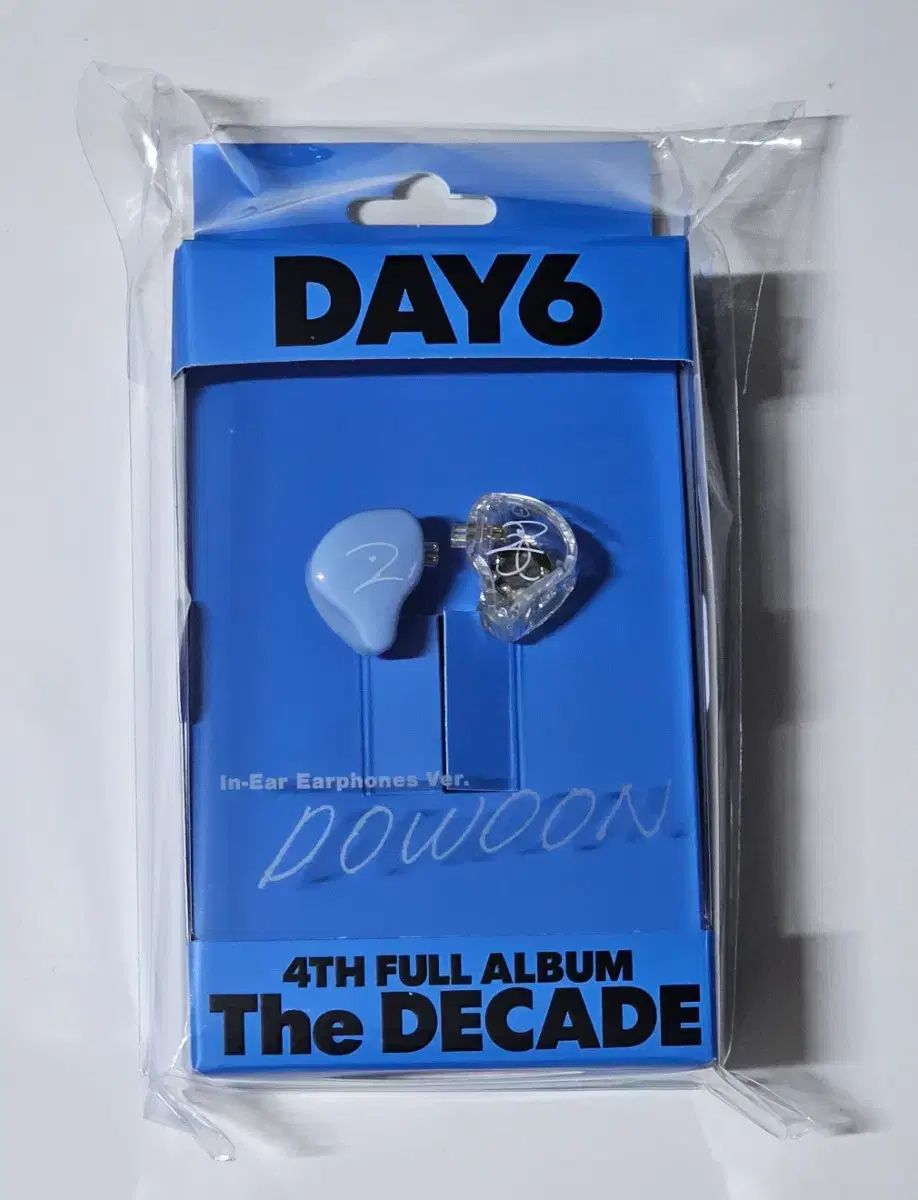 DAY6
In-Ear Earphones Ver.
DOWOON
4TH FULL ALBUM
The DECADE